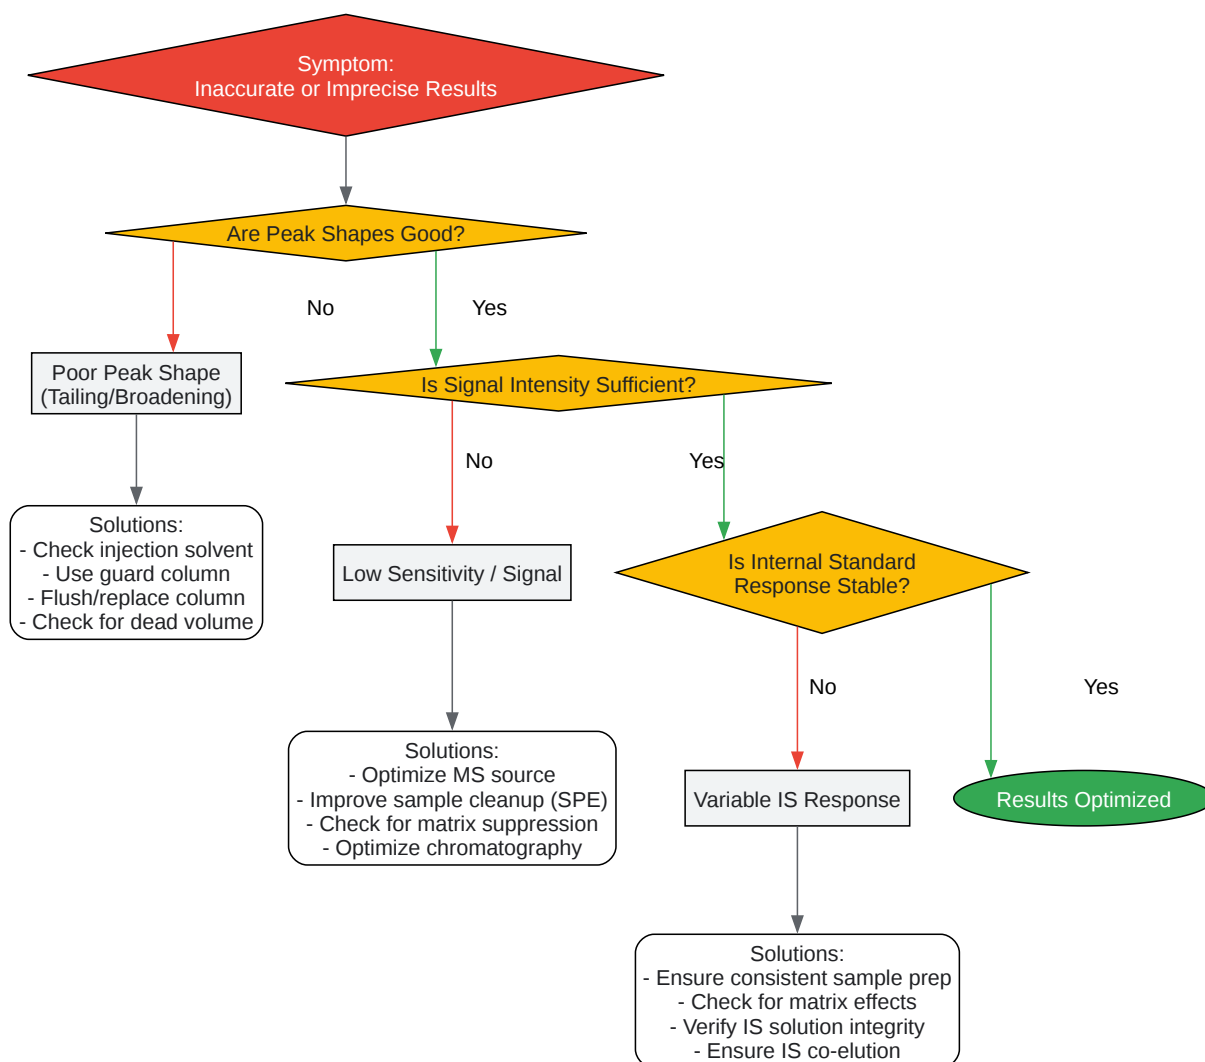 Symptom:
Inaccurate or Imprecise Results
Are Peak Shapes Good?
No
Yes
Poor Peak Shape
(Tailing/Broadening)
Is Signal Intensity Sufficient?
No
Yes
Solutions:
- Check injection solvent
- Use guard column
- Flush/replace column
- Check for dead volume
Low Sensitivity / Signal
Is Internal Standard
Response Stable?
No
Yes
Solutions:
- Optimize MS source
- Improve sample cleanup (SPE)
- Check for matrix suppression
- Optimize chromatography
Variable IS Response
Results Optimized
Solutions:
- Ensure consistent sample prep
- Check for matrix effects
- Verify IS solution integrity
- Ensure IS co-elution